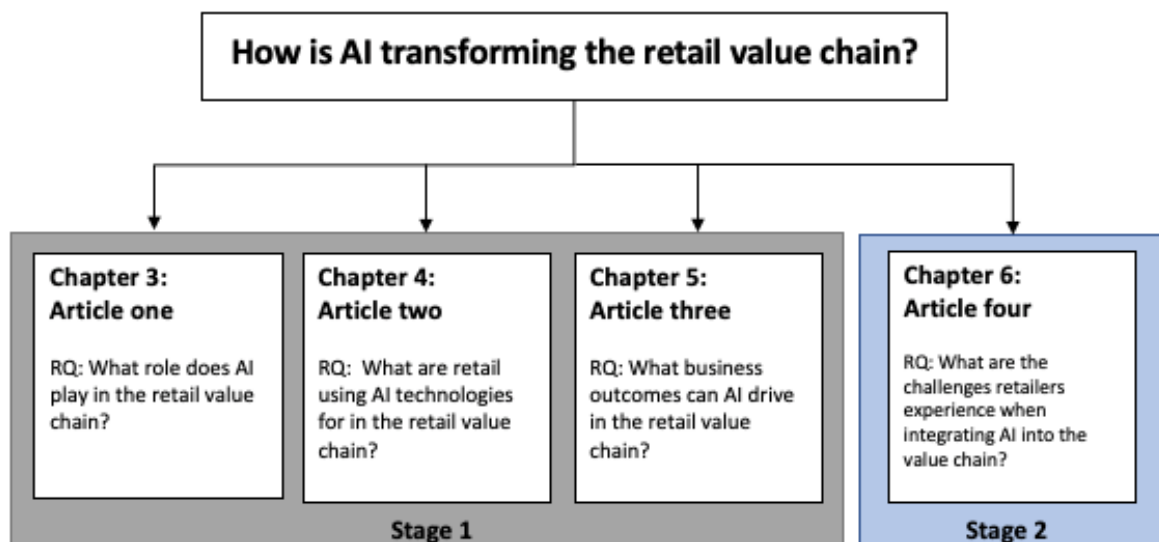 How is AI transforming the retail value chain?
Chapter 3:
Article one
RQ: What role does AI
play in the retail value
chain?
Chapter 4:
Article two
RQ: What are retail
using AI technologies
for in the retail value
chain?
Chapter 5:
Article three
RQ: What business
outcomes can AI drive
in the retail value
chain?
Stage 1
Chapter 6:
Article four
RQ: What are the
challenges retailers
experience when
integrating AI into the
value chain?
Stage 2